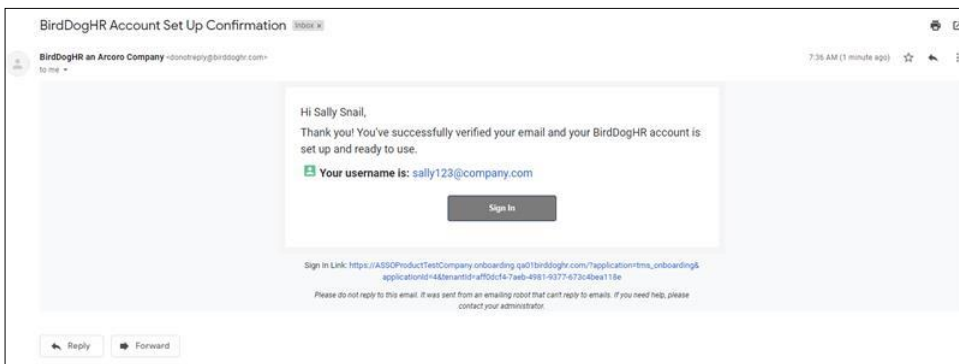 BirdDogHR Account Set Up Confirmation Inbox x
BirdDogHR an Arcoro Company <donotreply@birddoghr.com>
7:36 AM (1 minute ago)
to me
Hi Sally Snail,
Thank you! You've successfully verified your email and your BirdDogHR account is
set up and ready to use.
Your username is: sally123@company.com
Sign In
Sign In Link: https://ASSOProductTestCompany.onboarding.qa01birddoghr.com/?application=tms_onboarding&
applicationId=4&tenantId=aff0dcf4-7aeb-4981-9377-673c4bea118e
Please do not reply to this email. It was sent from an emailing robot that can't reply to emails. If you need help, please
contact your administrator.
Reply Forward